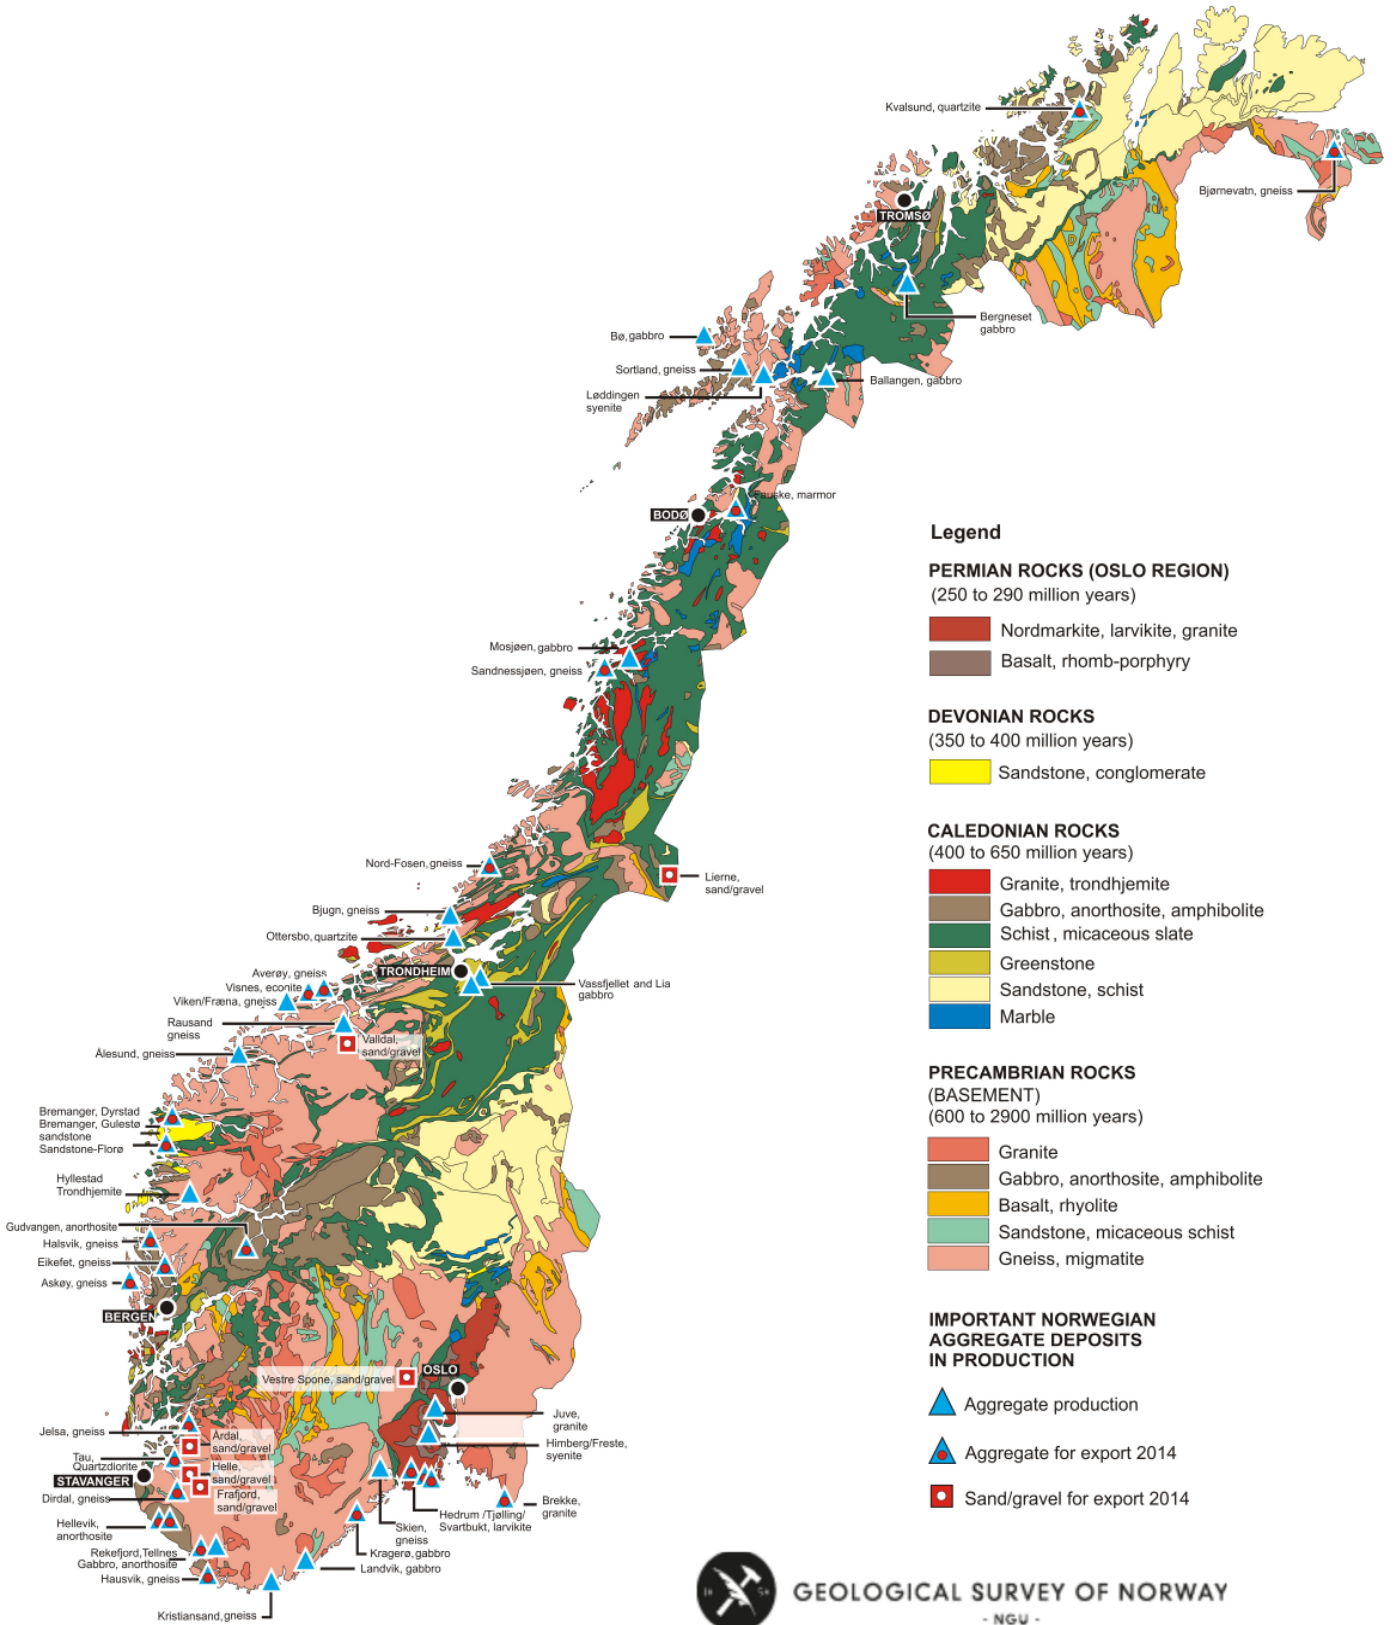 Kvalsund, quartzite
Bjørnevatn, gneiss
TROMSØ
Bergneset
gabbro
Bø, gabbro
Sortland, gneiss
Løddingen
syenite
Ballangen, gabbro
Fauske, marmor
BODØ
Mosjøen, gabbro
Sandnessjøen, gneiss
Nord-Fosen, gneiss
Lierne,
sand/gravel
Bjugn, gneiss
Ottersbo, quartzite
TRONDHEIM
Vassfjellet and Lia
gabbro
Averøy, gneiss
Visnes, econite
Viken/Fræna, gneiss
Rausand
gneiss
Valldal,
sand/gravel
Ålesund, gneiss
Bremanger, Dyrstad
Bremanger, Gulestø
sandstone
Sandstone-Florø
Hyllestad
Trondhjemite
Gudvangen, anorthosite
Halsvik, gneiss
Eikefet, gneiss
Askøy, gneiss
BERGEN
OSLO
Vestre Spone, sand/gravel
Juve,
granite
Himberg/Freste,
syenite
Jelsa, gneiss
Årdal,
sand/gravel
Tau,
Quartzdiorite
Helle,
sand/gravel
STAVANGER
Frafjord,
sand/gravel
Dirdal, gneiss
Hellevik,
anorthosite
Rekefjord,Tellnes
Gabbro, anorthosite
Hausvik, gneiss
Kristiansand, gneiss
Landvik, gabbro
Kragerø, gabbro
Skien,
gneiss
Hedrum /Tjølling/
Svartbukt, larvikite
Brekke,
granite
Legend
PERMIAN ROCKS (OSLO REGION)
(250 to 290 million years)
Nordmarkite, larvikite, granite
Basalt, rhomb-porphyry
DEVONIAN ROCKS
(350 to 400 million years)
Sandstone, conglomerate
CALEDONIAN ROCKS
(400 to 650 million years)
Granite, trondhjemite
Gabbro, anorthosite, amphibolite
Schist, micaceous slate
Greenstone
Sandstone, schist
Marble
PRECAMBRIAN ROCKS
(BASEMENT)
(600 to 2900 million years)
Granite
Gabbro, anorthosite, amphibolite
Basalt, rhyolite
Sandstone, micaceous schist
Gneiss, migmatite
IMPORTANT NORWEGIAN
AGGREGATE DEPOSITS
IN PRODUCTION
Aggregate production
Aggregate for export 2014
Sand/gravel for export 2014
GEOLOGICAL SURVEY OF NORWAY
- NGU -